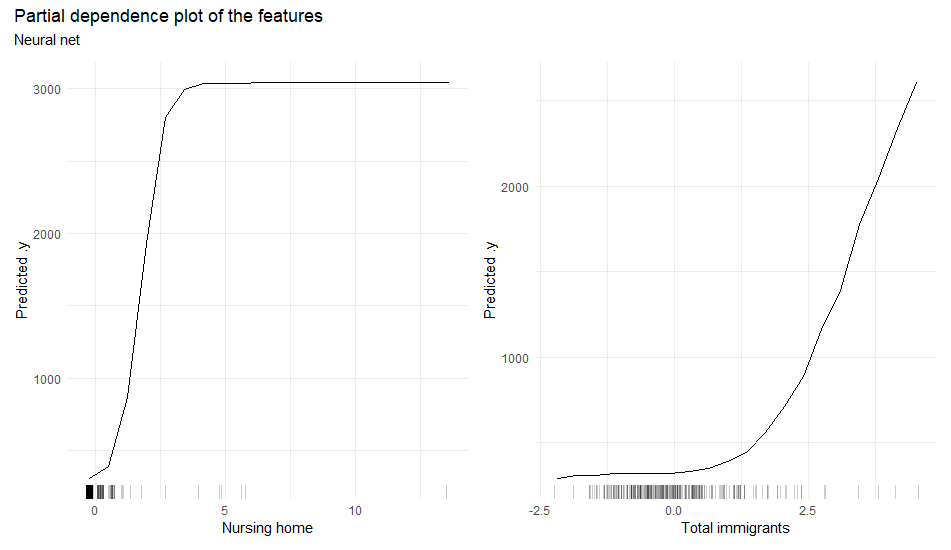 Partial dependence plot of the features
Neural net
3000
2000
1000
Predicted .y
0
5
10
Nursing home
2000
1000
Predicted .y
-2.5
0.0
2.5
Total immigrants